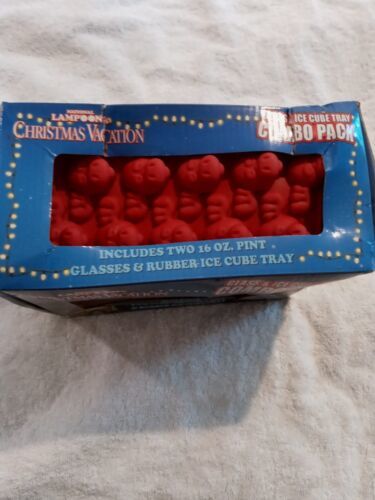 NATIONAL
LAMPOON'S
CHRISTMAS VACATION
ICE CUBE TRAY
COMBO PACK
INCLUDES TWO 16 OZ. PINT
GLASSES & RUBBER ICE CUBE TRAY